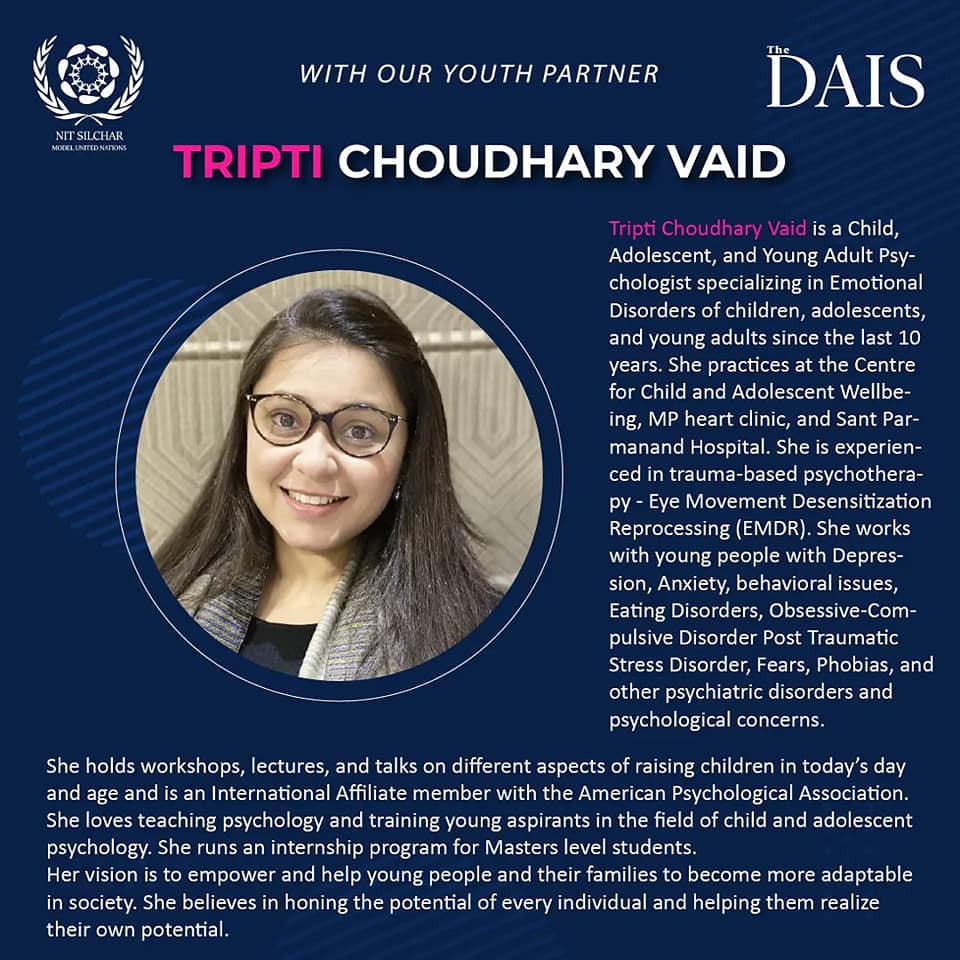 WITH OUR YOUTH PARTNER
The
DAIS
NIT SILCHAR
MODEL UNITED NATIONS
TRIPTI CHOUDHARY VAID
Tripti Choudhary Vaid is a Child,
Adolescent, and Young Adult Psy-
chologist specializing in Emotional
Disorders of children, adolescents,
and young adults since the last 10
years. She practices at the Centre
for Child and Adolescent Wellbe-
ing, MP heart clinic, and Sant Par-
manand Hospital. She is experien-
ced in trauma-based psychothera-
py - Eye Movement Desensitization
Reprocessing (EMDR). She works
with young people with Depres-
sion, Anxiety, behavioral issues,
Eating Disorders, Obsessive-Com-
pulsive Disorder Post Traumatic
Stress Disorder, Fears, Phobias, and
other psychiatric disorders and
psychological concerns.
She holds workshops, lectures, and talks on different aspects of raising children in today's day
and age and is an International Affiliate member with the American Psychological Association.
She loves teaching psychology and training young aspirants in the field of child and adolescent
psychology. She runs an internship program for Masters level students.
Her vision is to empower and help young people and their families to become more adaptable
in society. She believes in honing the potential of every individual and helping them realize
their own potential.